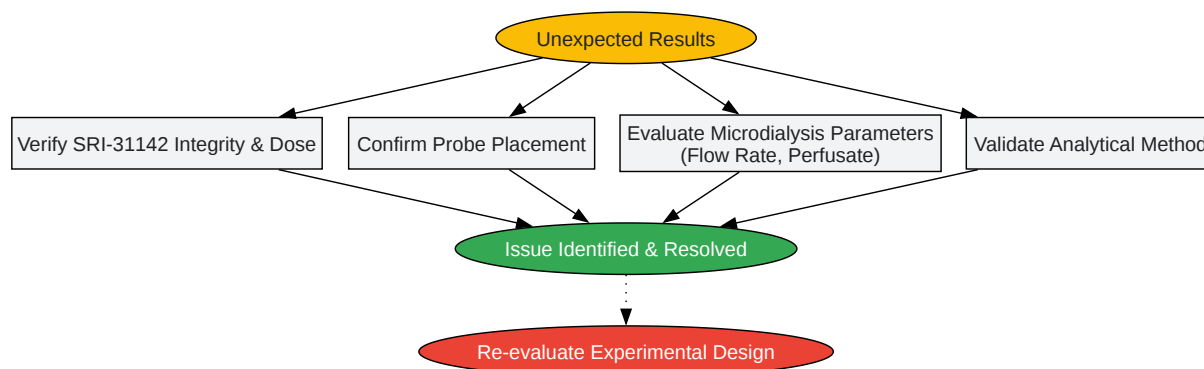 Unexpected Results
Verify SRI-31142 Integrity & Dose
Confirm Probe Placement
Evaluate Microdialysis Parameters
(Flow Rate, Perfusate)
Validate Analytical Method
Issue Identified & Resolved
Re-evaluate Experimental Design